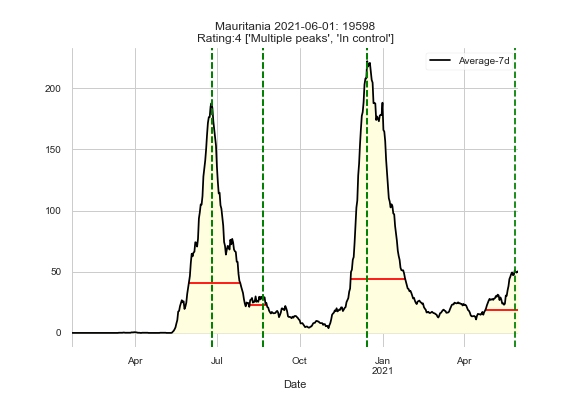 Mauritania 2021-06-01: 19598
Rating:4 ['Multiple peaks', 'In control']
Average-7d
200
150
100
50
0
Apr Jul Oct Jan Apr
2021
Date